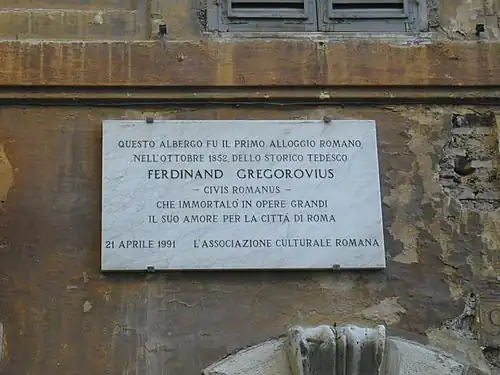 QUESTO ALBERGO FU IL PRIMO ALLOGGIO ROMANO
NELL'OTTOBRE 1852 DELLO STORICO TEDESCO
FERDINAND GREGOROVIUS
- CIVIS ROMANUS -
CHE IMMORTALÒ IN OPERE GRANDI
IL SUO AMORE PER LA CITTÀ DI ROMA
21 APRILE 1991 L'ASSOCIAZIONE CULTURALE ROMANA